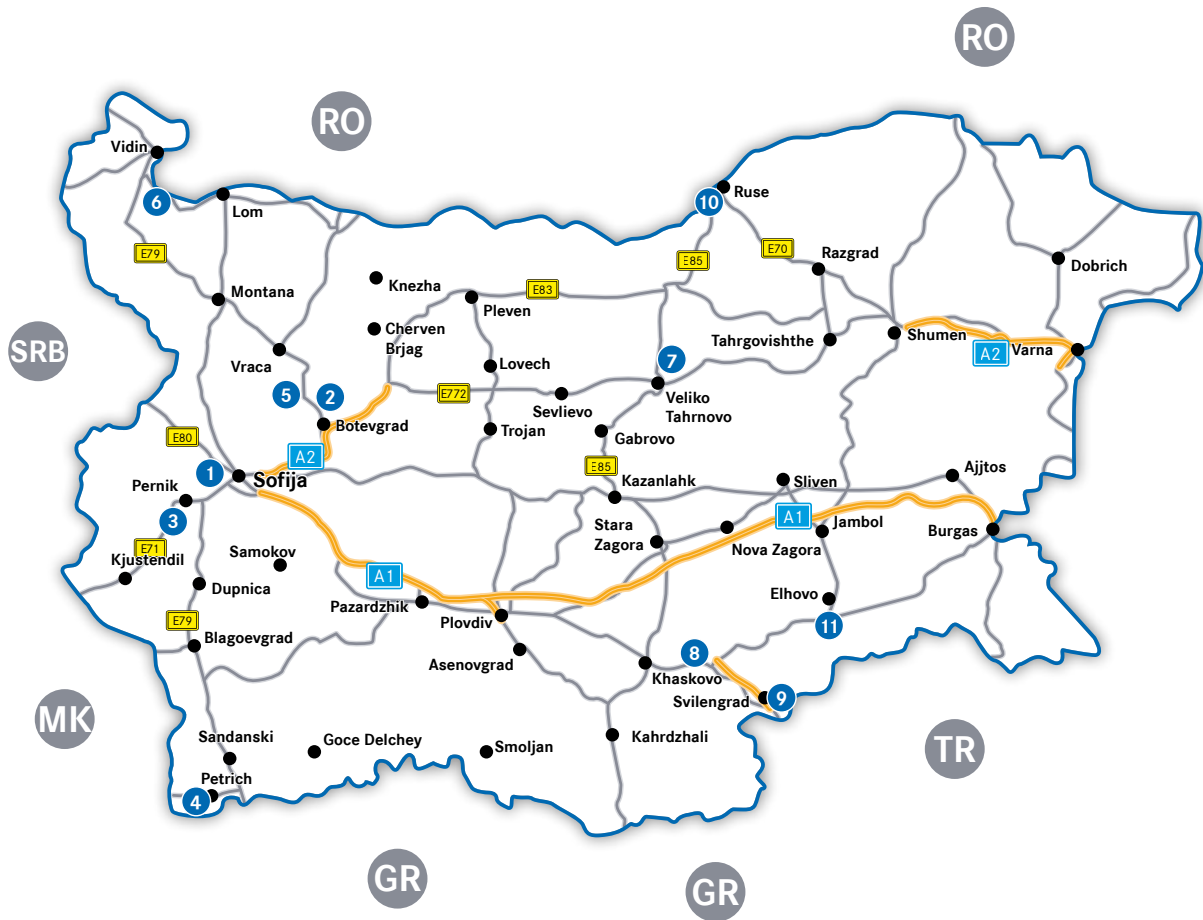 RO
RO
Vidin
6
Lom
10
Ruse
E79
E85
E70
Razgrad
Dobrich
Knezha
E83
Montana
Pleven
Cherven
Brjag
SRB
Shumen
Tahrgovishthe
A2
Varna
Vraca
Lovech
7
5
2
E772
Sevlievo
Veliko
Tahrnovo
Botevgrad
Trojan
Gabrovo
E80
A2
1
Sofija
E85
Kazanlahk
Sliven
Ajjtos
Pernik
3
Stara
Zagora
A1
Jambol
Burgas
E71
Kjustendil
Samokov
Nova Zagora
A1
Dupnica
Pazardzhik
Elhovo
E79
Plovdiv
11
Blagoevgrad
Asenovgrad
8
Khaskovo
Svilengrad
9
MK
Sandanski
Goce Delchey
Smoljan
Kahrdzhali
TR
Petrich
4
GR
GR